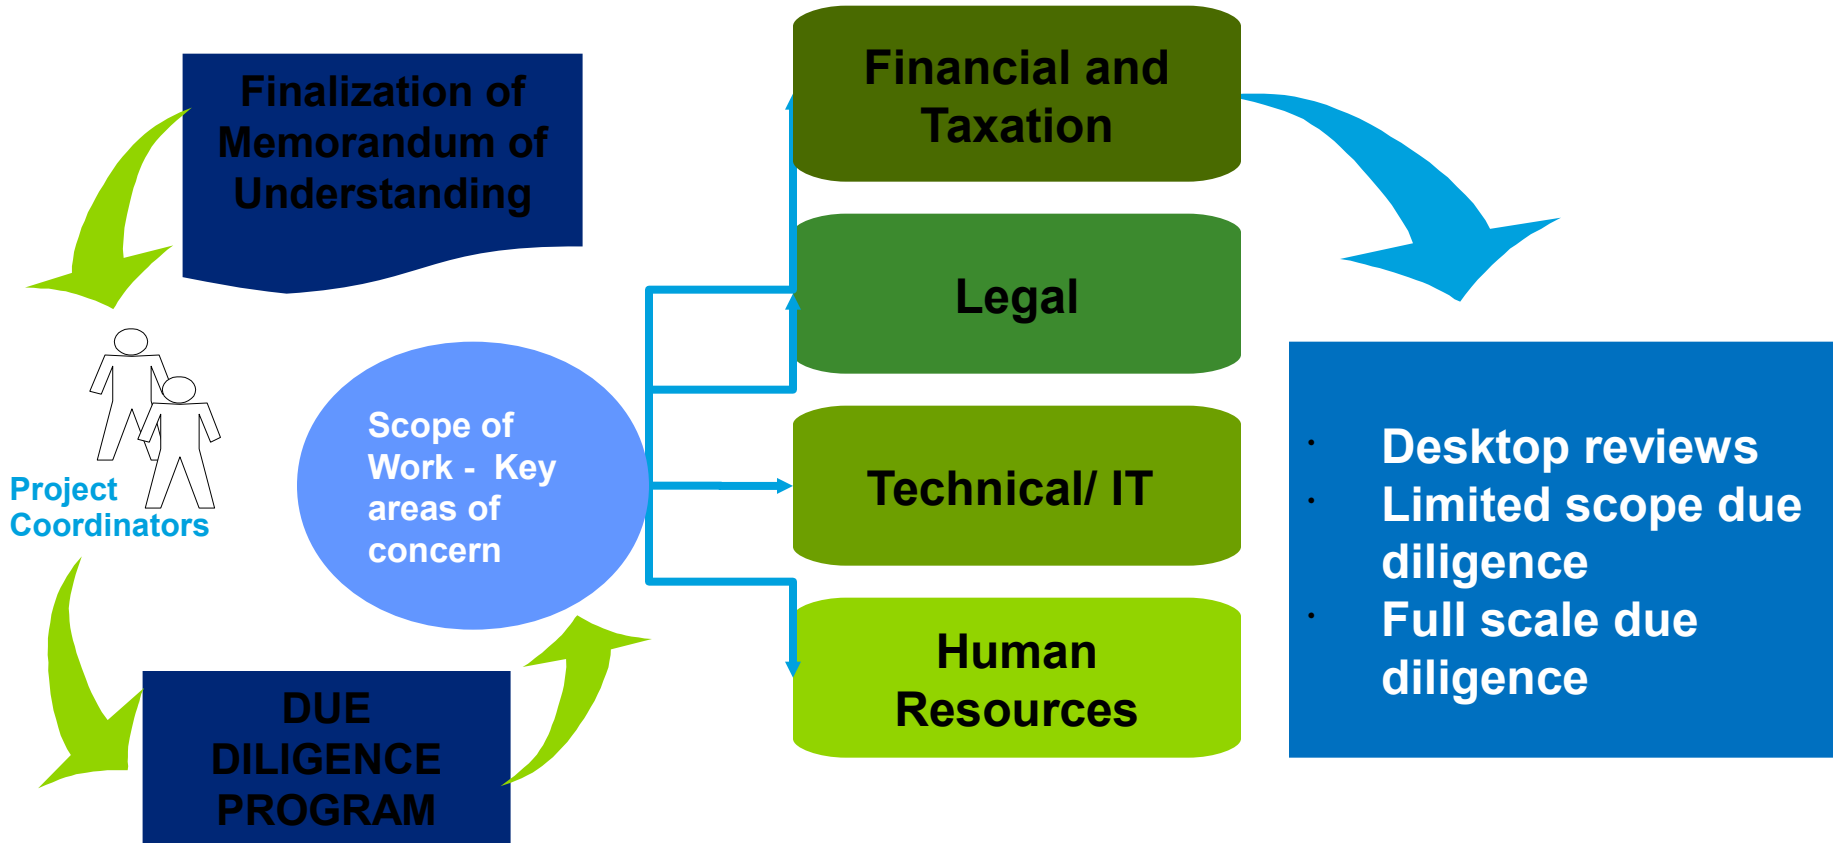 Finalization of
Memorandum of
Understanding
Project
Coordinators
DUE
DILIGENCE
PROGRAM
Scope of
Work - Key
areas of
concern
Financial and
Taxation
Legal
Technical/ IT
Human
Resources
· Desktop reviews
· Limited scope due
diligence
· Full scale due
diligence